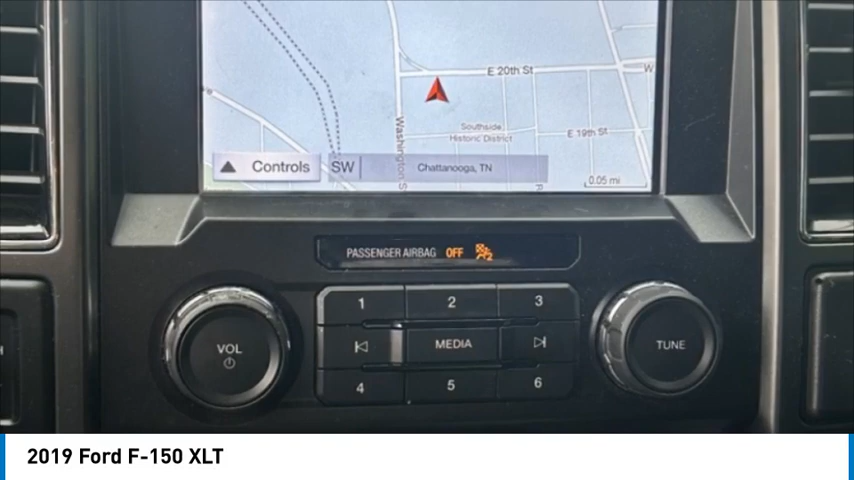 E 20th St
W
Washington S
Southside
Historic District
E 19th St
Controls
SW
Chattanooga, TN
0.05 mi
PASSENGER AIRBAG OFF
2
1
2
3
VOL
MEDIA
TUNE
4
5
6
2019 Ford F-150 XLT